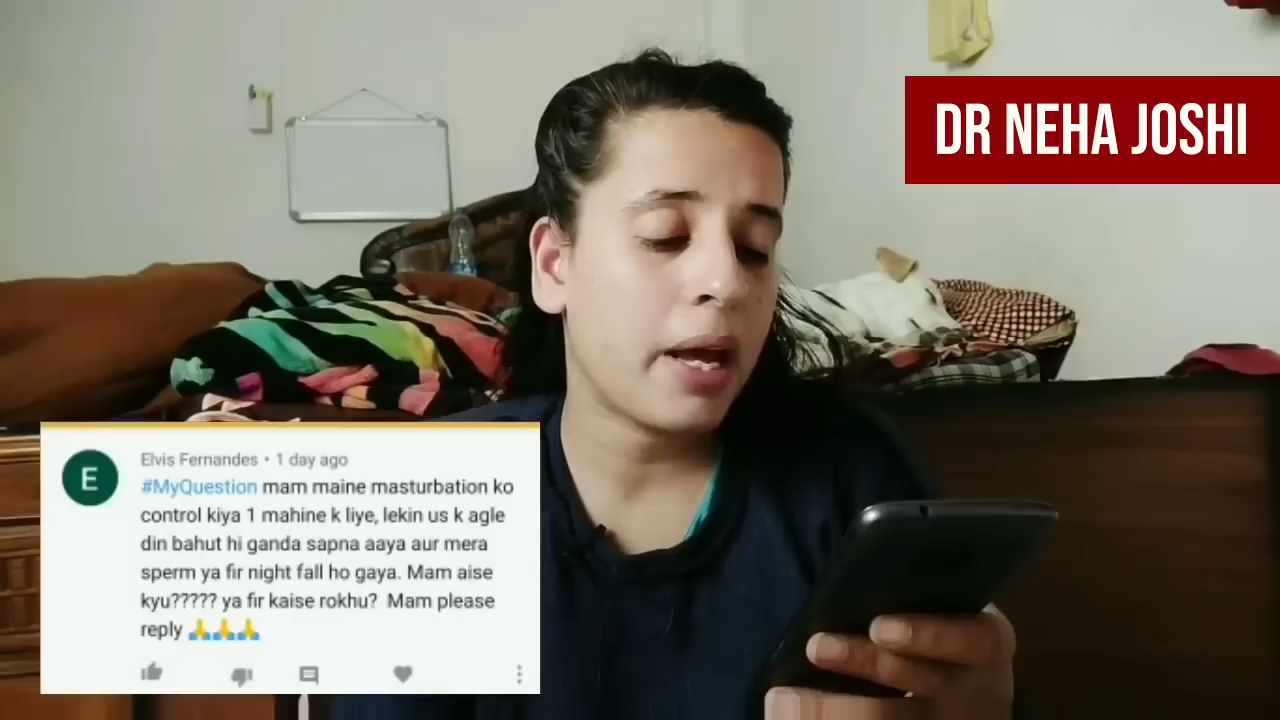 DR NEHA JOSHI
E
Elvis Fernandes • 1 day ago
#MyQuestion mam maine masturbation ko
control kiya 1 mahine k liye, lekin us k agle
din bahut hi ganda sapna aaya aur mera
sperm ya fir night fall ho gaya. Mam aise
kyu????? ya fir kaise rokhu? Mam please
reply 🙏🙏🙏